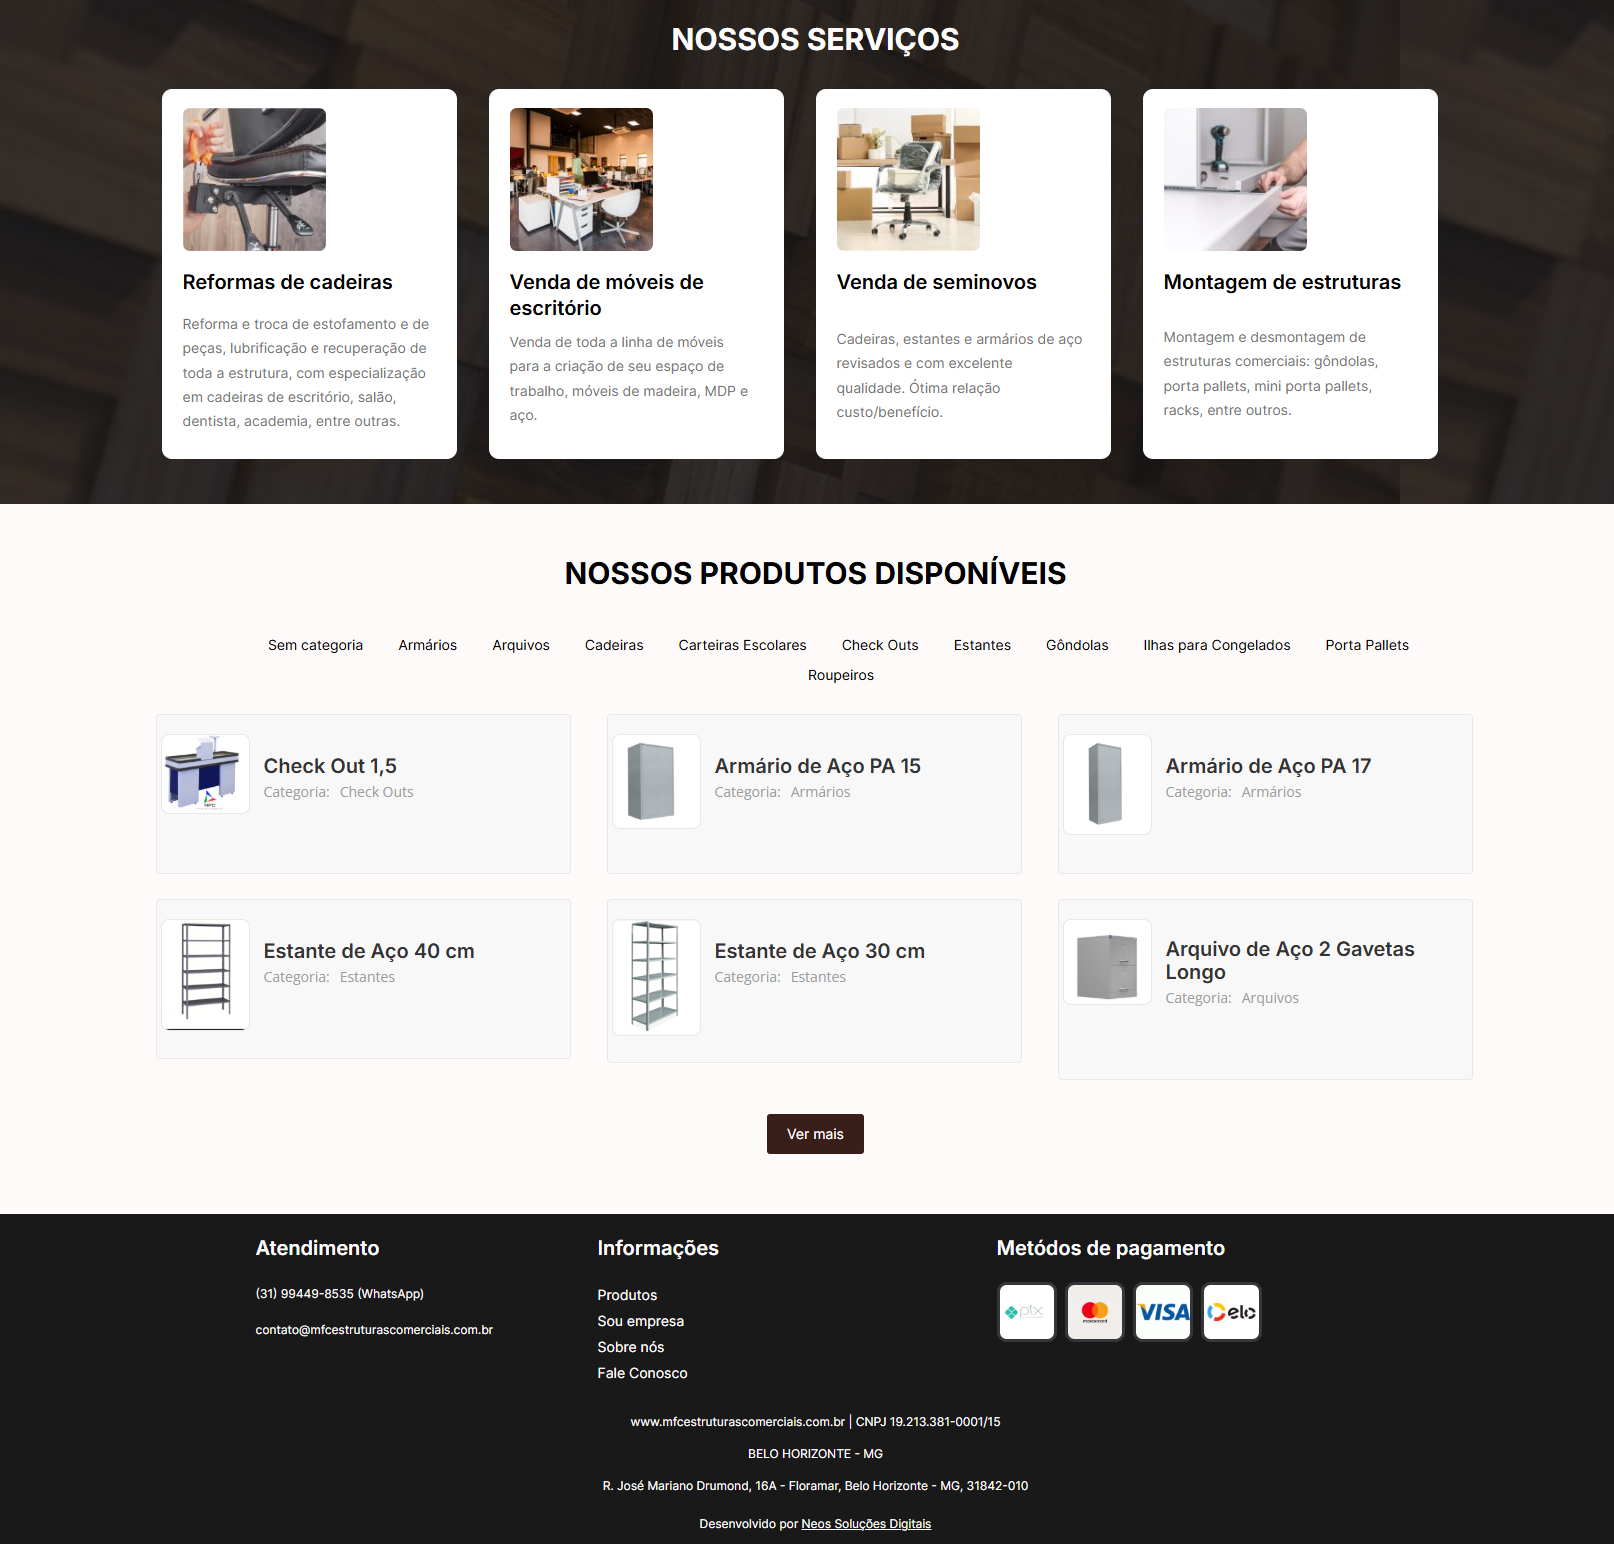 NOSSOS SERVIÇOS
Reformas de cadeiras
Reforma e troca de estofamento e de
peças, lubrificação e recuperação de
toda a estrutura, com especialização
em cadeiras de escritório, salão,
dentista, academia, entre outras.
Venda de móveis de
escritório
Venda de toda a linha de móveis
para a criação de seu espaço de
trabalho, móveis de madeira, MDP e
aço.
Venda de seminovos
Cadeiras, estantes e armários de aço
revisados e com excelente
qualidade. Ótima relação
custo/benefício.
Montagem de estruturas
Montagem e desmontagem de
estruturas comerciais: gôndolas,
porta pallets, mini porta pallets,
racks, entre outros.
NOSSOS PRODUTOS DISPONÍVEIS
Sem categoria Armários Arquivos Cadeiras Carteiras Escolares Check Outs Estantes Gôndolas Ilhas para Congelados Porta Pallets
Roupeiros
Check Out 1,5
Categoria: Check Outs
Armário de Aço PA 15
Categoria: Armários
Armário de Aço PA 17
Categoria: Armários
Estante de Aço 40 cm
Categoria: Estantes
Estante de Aço 30 cm
Categoria: Estantes
Arquivo de Aço 2 Gavetas
Longo
Categoria: Arquivos
Ver mais
Atendimento
(31) 99449-8535 (WhatsApp)
contato@mfcestruturascomerciais.com.br
Informações
Produtos
Sou empresa
Sobre nós
Fale Conosco
Metódos de pagamento
pix
mastercard
VISA
elo
www.mfcestruturascomerciais.com.br | CNPJ 19.213.381-0001/15
BELO HORIZONTE - MG
R. José Mariano Drumond, 16A - Floramar, Belo Horizonte - MG, 31842-010
Desenvolvido por Neos Soluções Digitais